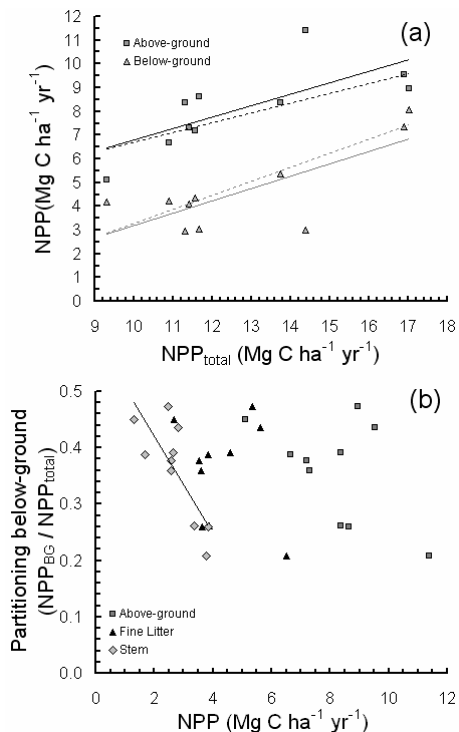 (a)
12
11
10
9
8
7
6
5
4
3
2
1
0
NPP(Mg C ha⁻¹ yr⁻¹)
Above-ground
Below-ground
9 10 11 12 13 14 15 16 17 18
NPP_total (Mg C ha⁻¹ yr⁻¹)
(b)
0.5
0.4
0.3
0.2
0.1
0.0
Partitioning below-ground
(NPP_BG / NPP_total)
Above-ground
Fine Litter
Stem
0 2 4 6 8 10 12
NPP (Mg C ha⁻¹ yr⁻¹)